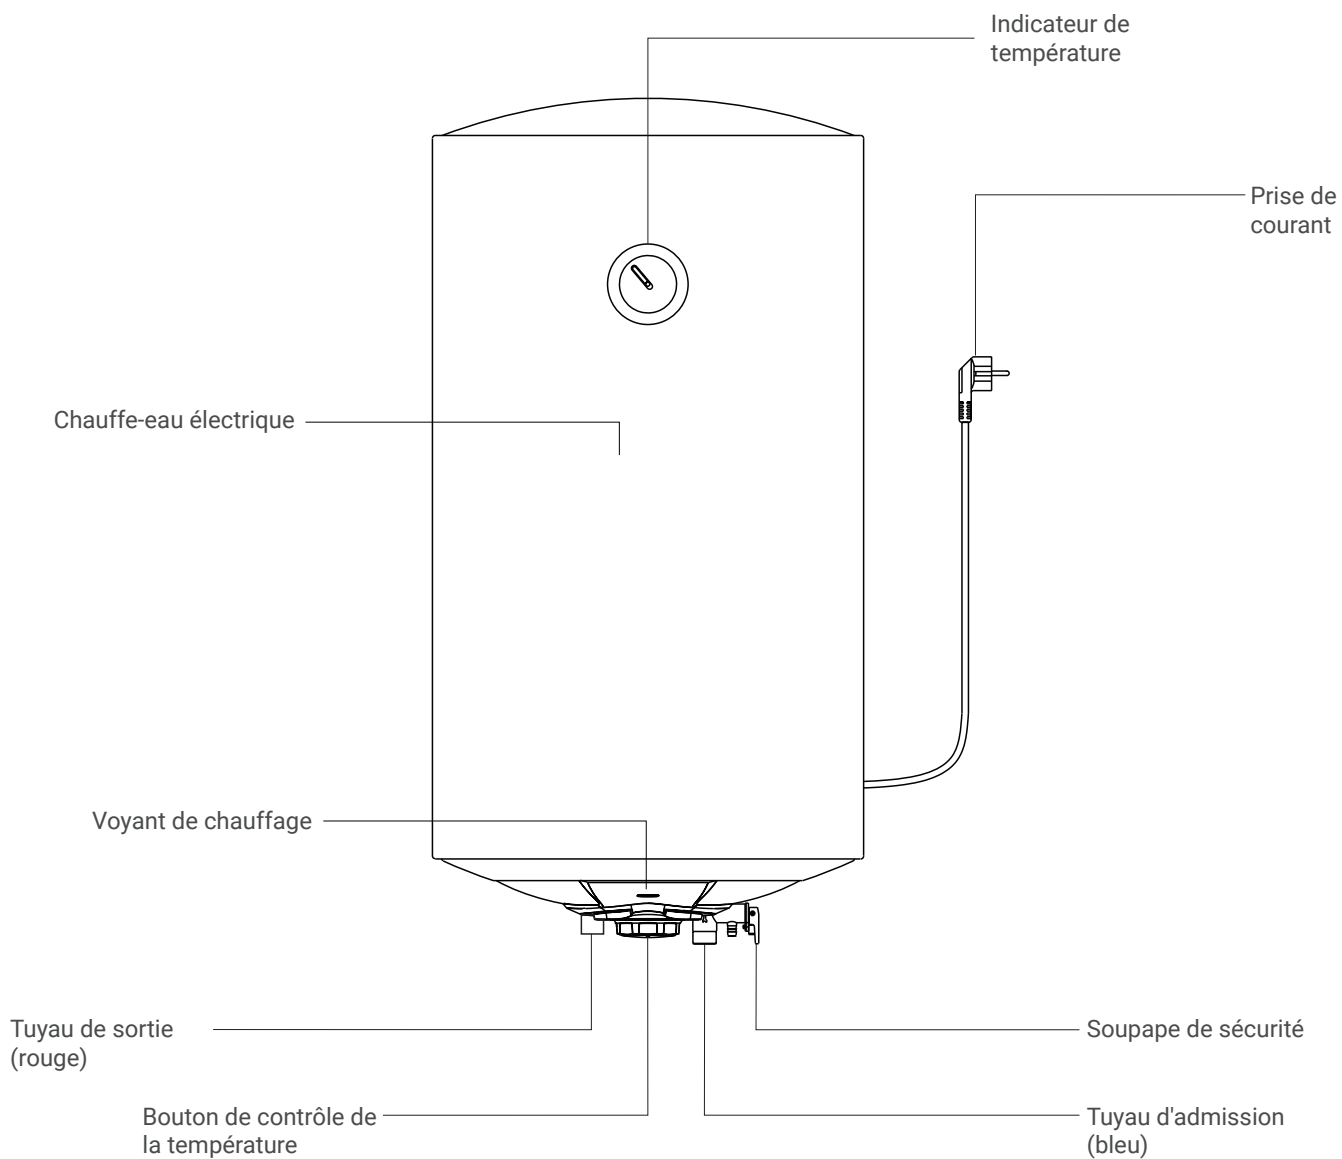 Indicateur de
température
Prise de
courant
Chauffe-eau électrique
Voyant de chauffage
Tuyau de sortie
(rouge)
Soupape de sécurité
Bouton de contrôle de
la température
Tuyau d'admission
(bleu)